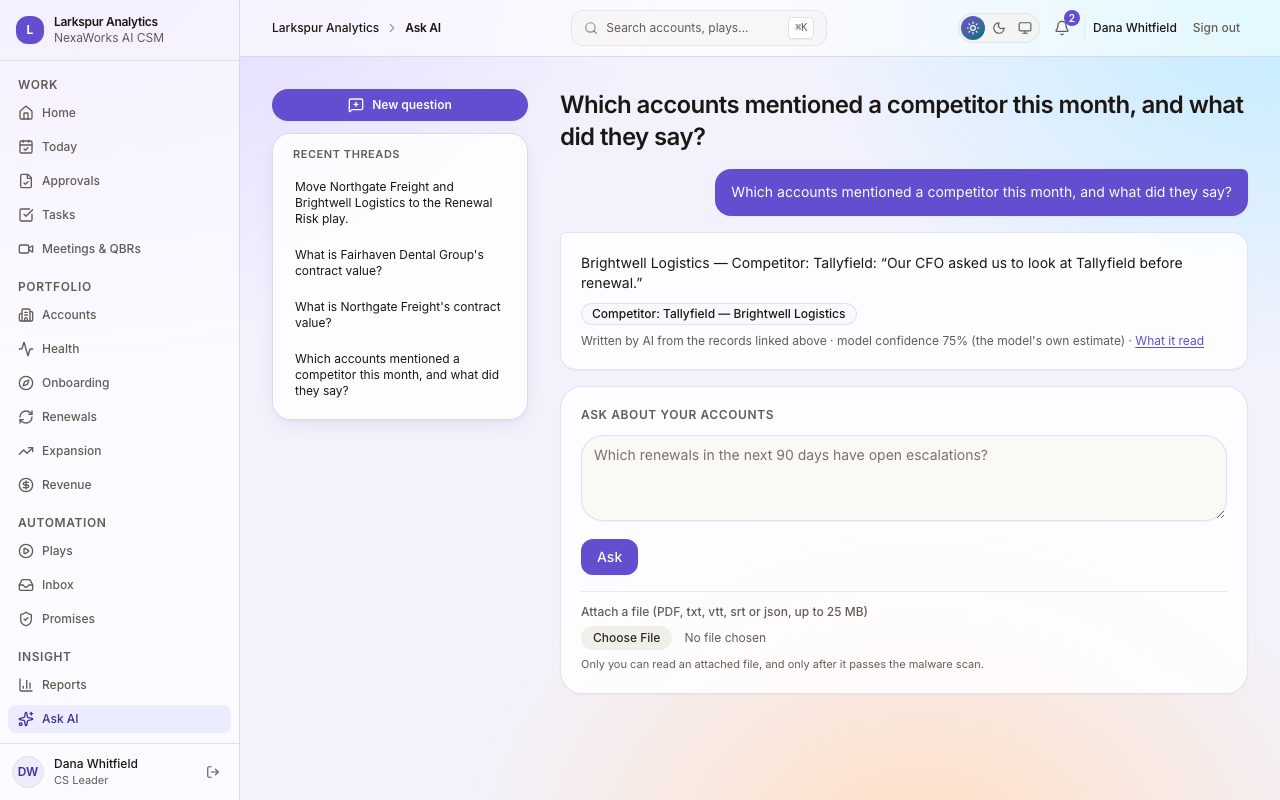 L
Larkspur Analytics
NexaWorks AI CSM
WORK
Home
Today
Approvals
Tasks
Meetings & QBRs
PORTFOLIO
Accounts
Health
Onboarding
Renewals
Expansion
Revenue
AUTOMATION
Plays
Inbox
Promises
INSIGHT
Reports
Ask AI
DW
Dana Whitfield
CS Leader
Larkspur Analytics
Ask AI
Search accounts, plays...
⌘K
2
Dana Whitfield
Sign out
New question
RECENT THREADS
Move Northgate Freight and
Brightwell Logistics to the Renewal
Risk play.
What is Fairhaven Dental Group's
contract value?
What is Northgate Freight's contract
value?
Which accounts mentioned a
competitor this month, and what did
they say?
Which accounts mentioned a competitor this month, and what
did they say?
Which accounts mentioned a competitor this month, and what did they say?
Brightwell Logistics — Competitor: Tallyfield: “Our CFO asked us to look at Tallyfield before
renewal.”
Competitor: Tallyfield — Brightwell Logistics
Written by AI from the records linked above · model confidence 75% (the model's own estimate) · What it read
ASK ABOUT YOUR ACCOUNTS
Which renewals in the next 90 days have open escalations?
Ask
Attach a file (PDF, txt, vtt, srt or json, up to 25 MB)
Choose File
No file chosen
Only you can read an attached file, and only after it passes the malware scan.